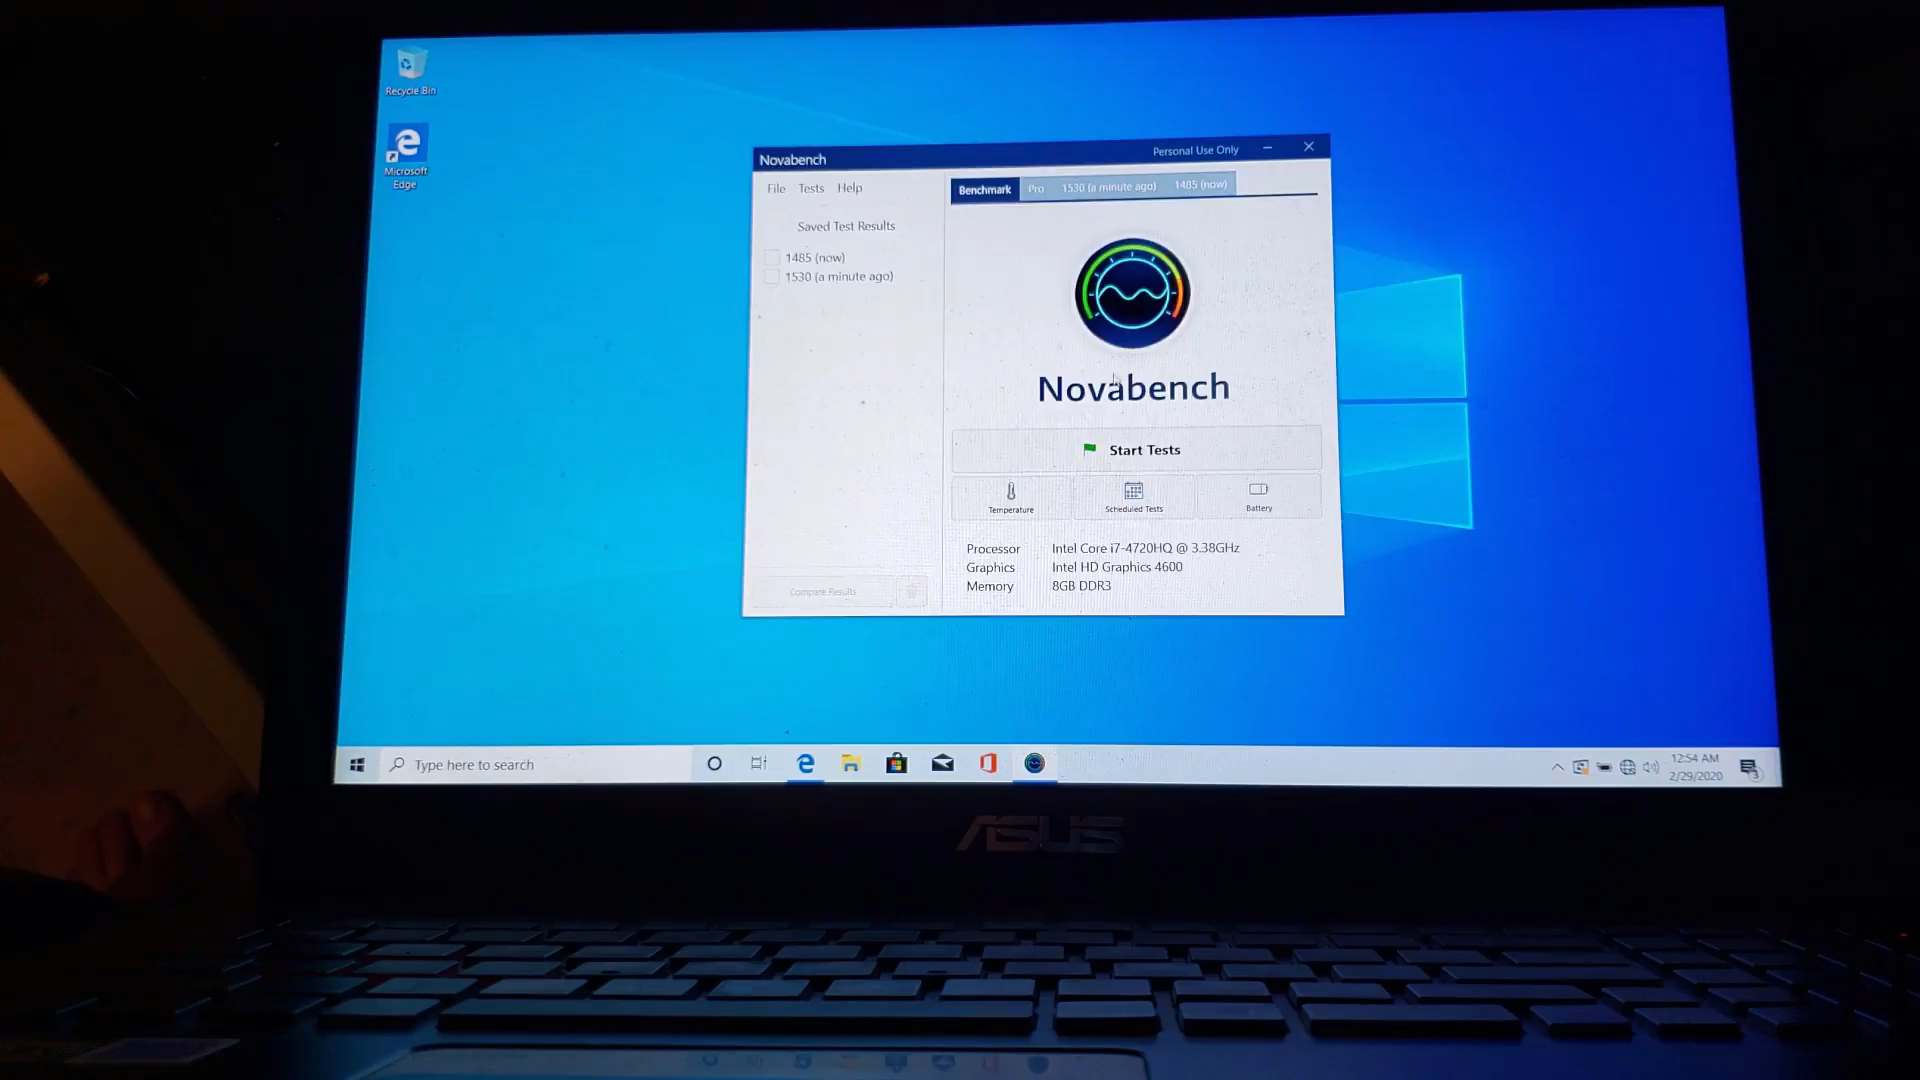 Recycle Bin
Microsoft
Edge
Novabench
Personal Use Only
File Tests Help
Benchmark Pro 1530 (a minute ago) 1485 (now)
Saved Test Results
1485 (now)
1530 (a minute ago)
Novabench
Start Tests
Temperature Scheduled Tests Battery
Processor Intel Core i7-4720HQ @ 3.38GHz
Graphics Intel HD Graphics 4600
Memory 8GB DDR3
Compare Results
Type here to search
12:54 AM
2/29/2020
3
ASUS